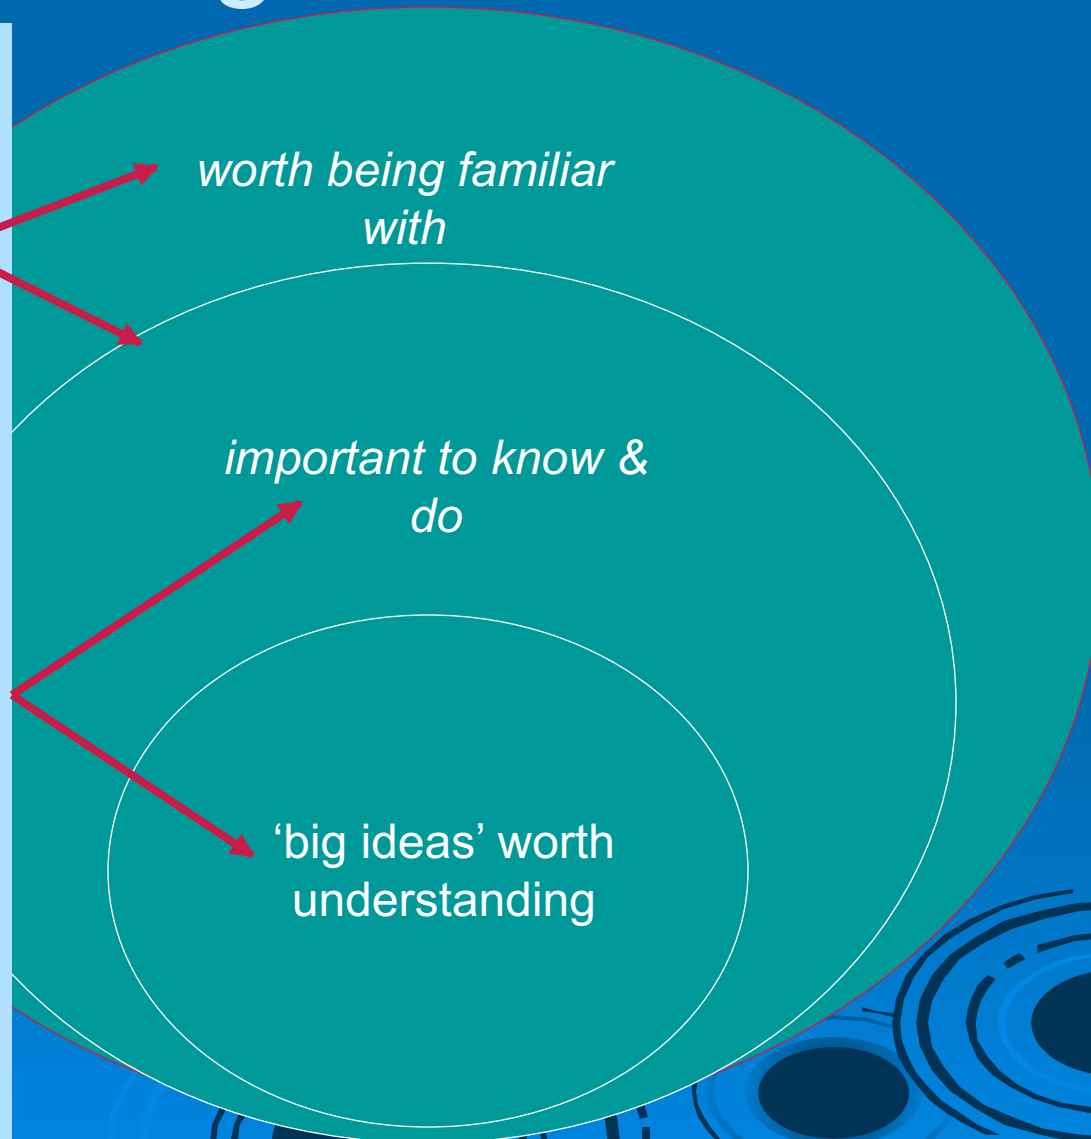 worth being familiar
with
important to know &
do
‘big ideas’ worth
understanding